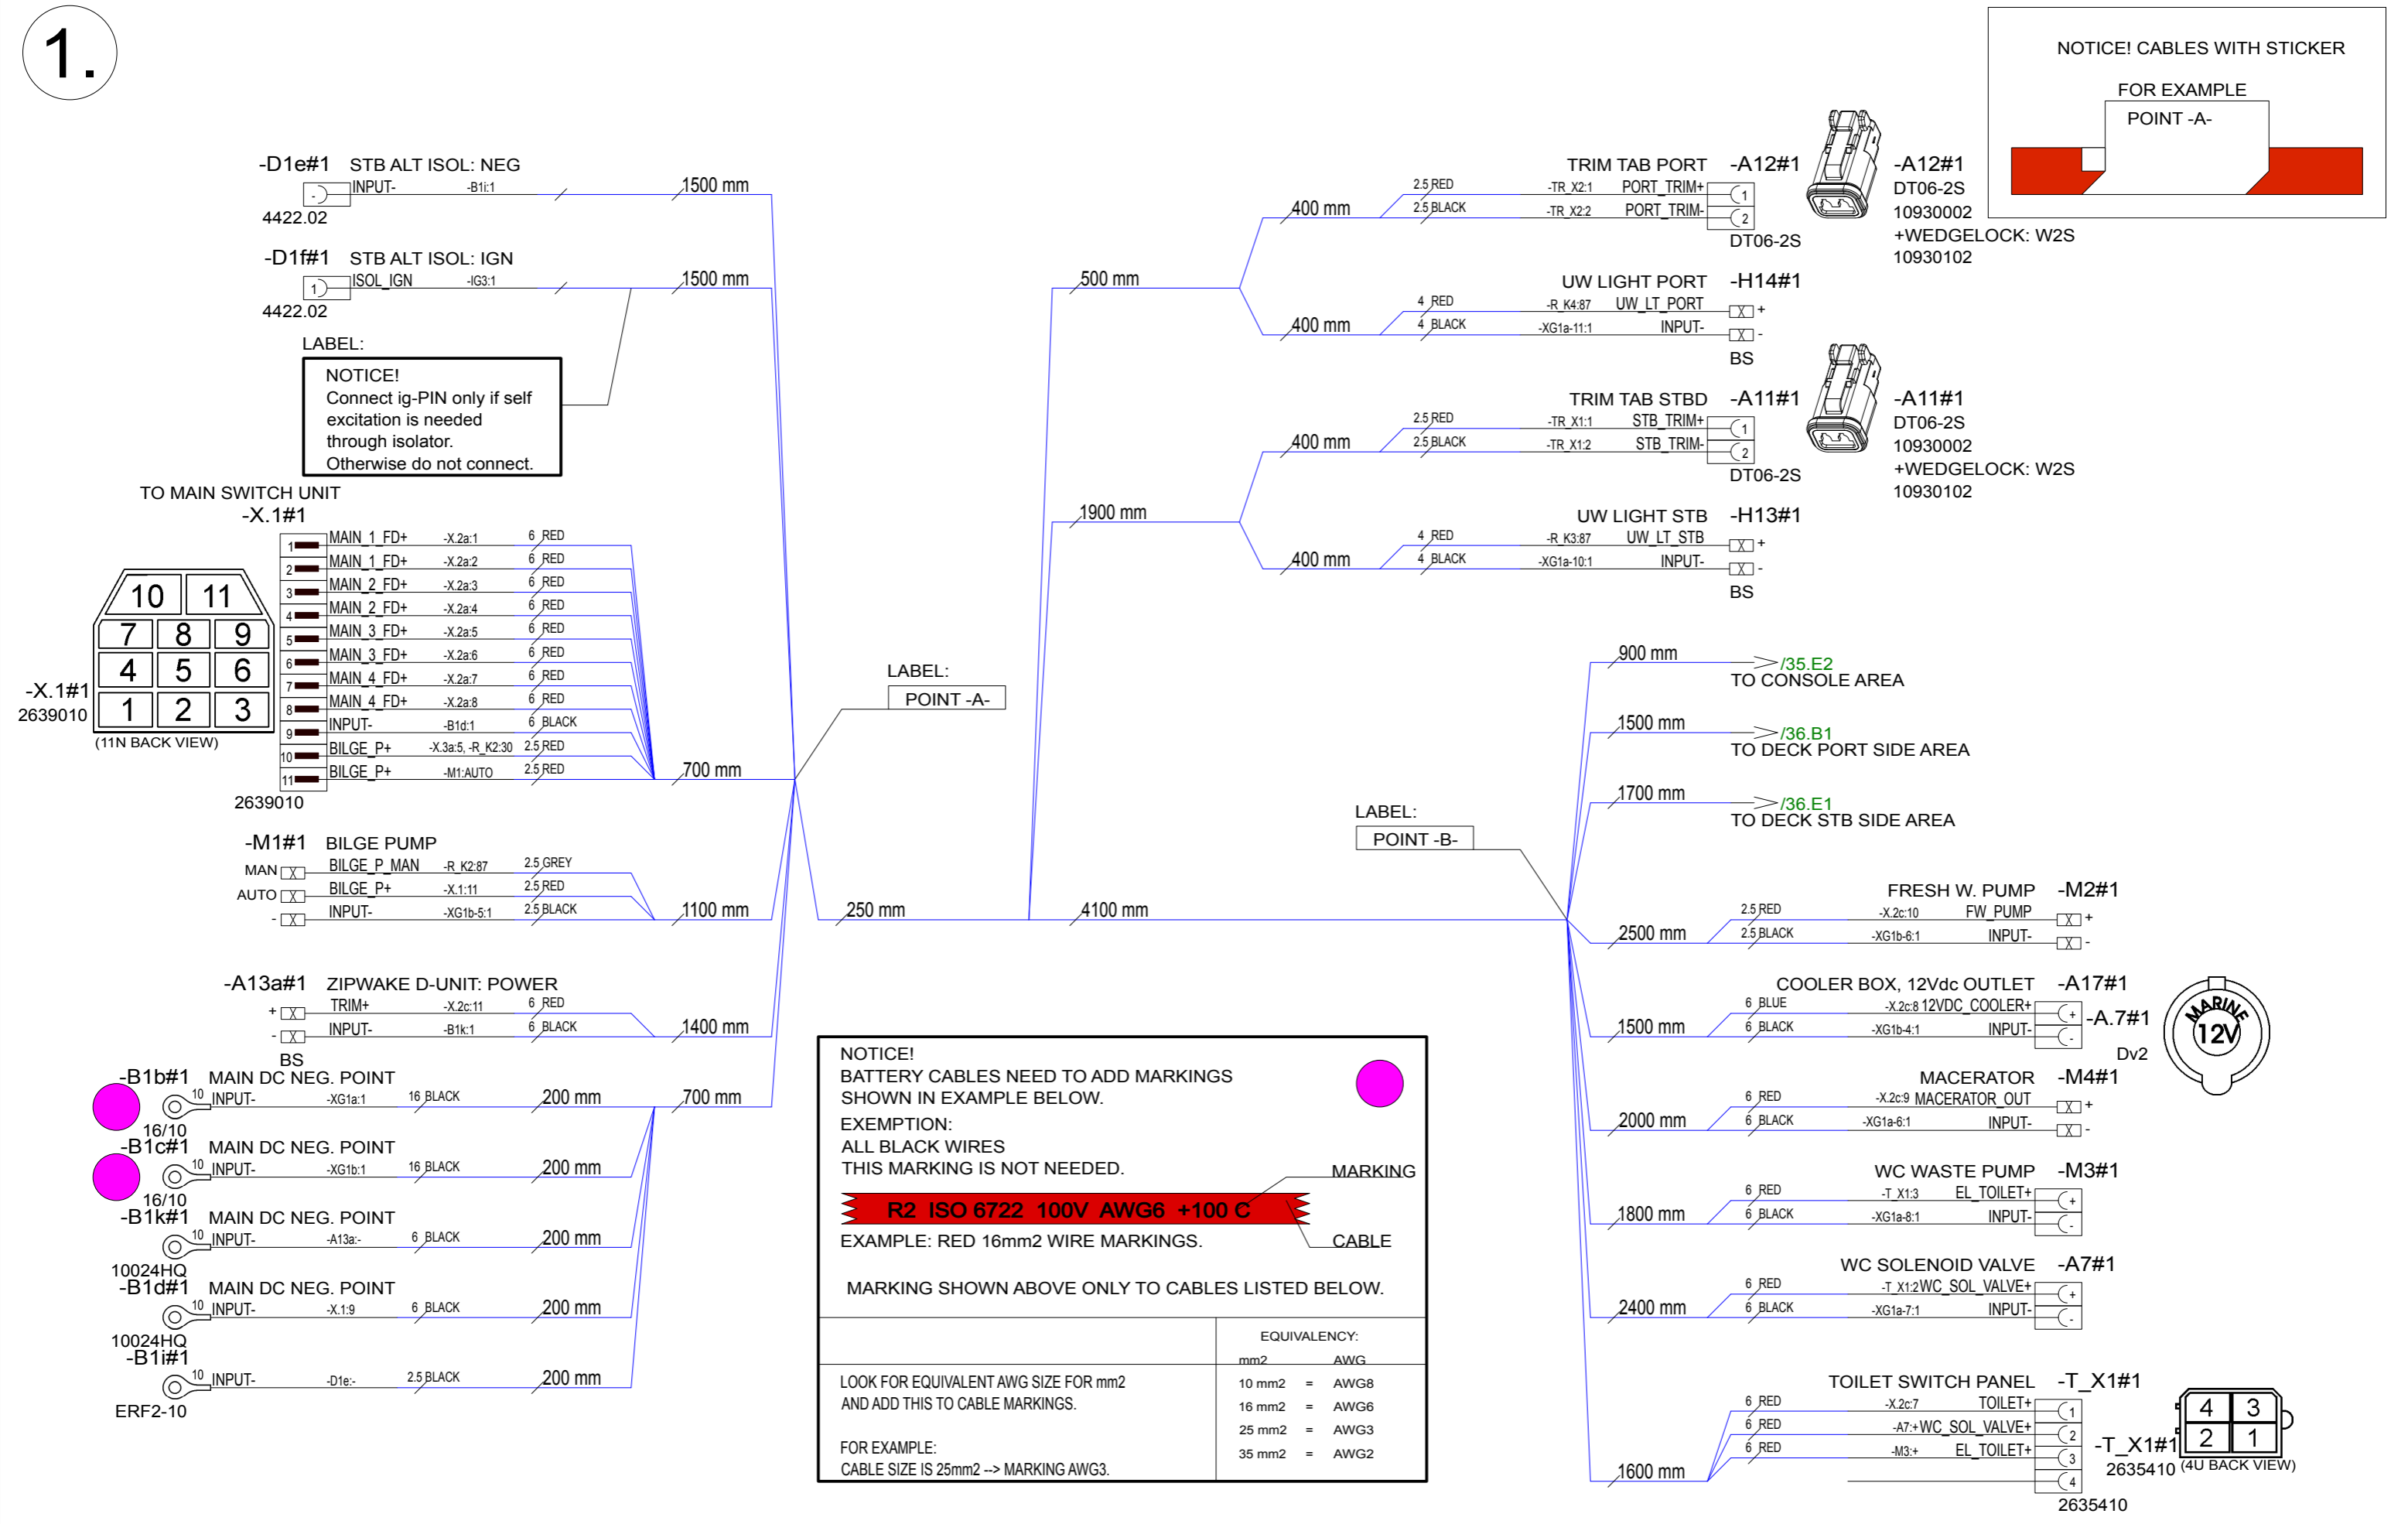 1.
NOTICE! CABLES WITH STICKER
FOR EXAMPLE
POINT -A-
-D1e#1 STB ALT ISOL: NEG
- INPUT- -B1i:1 1500 mm
4422.02
-D1f#1 STB ALT ISOL: IGN
1 ISOL_IGN -IG3:1 1500 mm
4422.02
LABEL:
NOTICE!
Connect ig-PIN only if self
excitation is needed
through isolator.
Otherwise do not connect.
TO MAIN SWITCH UNIT
-X.1#1
1 MAIN_1_FD+ -X.2a:1 6 RED
2 MAIN_1_FD+ -X.2a:2 6 RED
3 MAIN_2_FD+ -X.2a:3 6 RED
4 MAIN_2_FD+ -X.2a:4 6 RED
5 MAIN_3_FD+ -X.2a:5 6 RED
6 MAIN_3_FD+ -X.2a:6 6 RED
7 MAIN_4_FD+ -X.2a:7 6 RED
8 MAIN_4_FD+ -X.2a:8 6 RED
9 INPUT- -B1d:1 6 BLACK
10 BILGE_P+ -X.3a:5, -R_K2:30 2.5 RED
11 BILGE_P+ -M1:AUTO 2.5 RED
700 mm
2639010
10 11
7 8 9
4 5 6
1 2 3
-X.1#1
2639010
(11N BACK VIEW)
-M1#1 BILGE PUMP
MAN X BILGE_P_MAN -R_K2:87 2.5 GREY
AUTO X BILGE_P+ -X.1:11 2.5 RED
- X INPUT- -XG1b-5:1 2.5 BLACK
1100 mm
-A13a#1 ZIPWAKE D-UNIT: POWER
+ X TRIM+ -X.2c:11 6 RED
- X INPUT- -B1k:1 6 BLACK
1400 mm
BS
-B1b#1 MAIN DC NEG. POINT
10 INPUT- -XG1a:1 16 BLACK 200 mm 700 mm
16/10
-B1c#1 MAIN DC NEG. POINT
10 INPUT- -XG1b:1 16 BLACK 200 mm
16/10
-B1k#1 MAIN DC NEG. POINT
10 INPUT- -A13a:- 6 BLACK 200 mm
10024HQ
-B1d#1 MAIN DC NEG. POINT
10 INPUT- -X.1:9 6 BLACK 200 mm
10024HQ
-B1i#1
10 INPUT- -D1e:- 2.5 BLACK 200 mm
ERF2-10
LABEL:
POINT -A-
250 mm
4100 mm
500 mm
1900 mm
TRIM TAB PORT -A12#1
400 mm
2.5 RED -TR_X2:1 PORT_TRIM+ 1
2.5 BLACK -TR_X2:2 PORT_TRIM- 2
DT06-2S
-A12#1
DT06-2S
10930002
+WEDGELOCK: W2S
10930102
UW LIGHT PORT -H14#1
400 mm
4 RED -R_K4:87 UW_LT_PORT X +
4 BLACK -XG1a-11:1 INPUT- X -
BS
TRIM TAB STBD -A11#1
400 mm
2.5 RED -TR_X1:1 STB_TRIM+ 1
2.5 BLACK -TR_X1:2 STB_TRIM- 2
DT06-2S
-A11#1
DT06-2S
10930002
+WEDGELOCK: W2S
10930102
UW LIGHT STB -H13#1
400 mm
4 RED -R_K3:87 UW_LT_STB X +
4 BLACK -XG1a-10:1 INPUT- X -
BS
LABEL:
POINT -B-
900 mm /35.E2
TO CONSOLE AREA
1500 mm /36.B1
TO DECK PORT SIDE AREA
1700 mm /36.E1
TO DECK STB SIDE AREA
FRESH W. PUMP -M2#1
2.5 RED -X.2c:10 FW_PUMP X +
2500 mm 2.5 BLACK -XG1b-6:1 INPUT- X -
COOLER BOX, 12Vdc OUTLET -A17#1
6 BLUE -X.2c:8 12VDC_COOLER+ +
1500 mm 6 BLACK -XG1b-4:1 INPUT- -
-A.7#1
Dv2
MARINE
12V
MACERATOR -M4#1
6 RED -X.2c:9 MACERATOR_OUT X +
2000 mm 6 BLACK -XG1a-6:1 INPUT- X -
WC WASTE PUMP -M3#1
6 RED -T_X1:3 EL_TOILET+ +
1800 mm 6 BLACK -XG1a-8:1 INPUT- -
WC SOLENOID VALVE -A7#1
6 RED -T_X1:2 WC_SOL_VALVE+ +
2400 mm 6 BLACK -XG1a-7:1 INPUT- -
TOILET SWITCH PANEL -T_X1#1
6 RED -X.2c:7 TOILET+ 1
6 RED -A7:+ WC_SOL_VALVE+ 2
6 RED -M3:+ EL_TOILET+ 3
1600 mm 4
2635410
-T_X1#1
2635410
4 3
2 1
(4U BACK VIEW)
NOTICE!
BATTERY CABLES NEED TO ADD MARKINGS
SHOWN IN EXAMPLE BELOW.
EXEMPTION:
ALL BLACK WIRES
THIS MARKING IS NOT NEEDED.
MARKING
R2 ISO 6722 100V AWG6 +100 C
EXAMPLE: RED 16mm2 WIRE MARKINGS.
CABLE
MARKING SHOWN ABOVE ONLY TO CABLES LISTED BELOW.
EQUIVALENCY:
mm2 AWG
LOOK FOR EQUIVALENT AWG SIZE FOR mm2
AND ADD THIS TO CABLE MARKINGS.
FOR EXAMPLE:
CABLE SIZE IS 25mm2 --> MARKING AWG3.
10 mm2 = AWG8
16 mm2 = AWG6
25 mm2 = AWG3
35 mm2 = AWG2